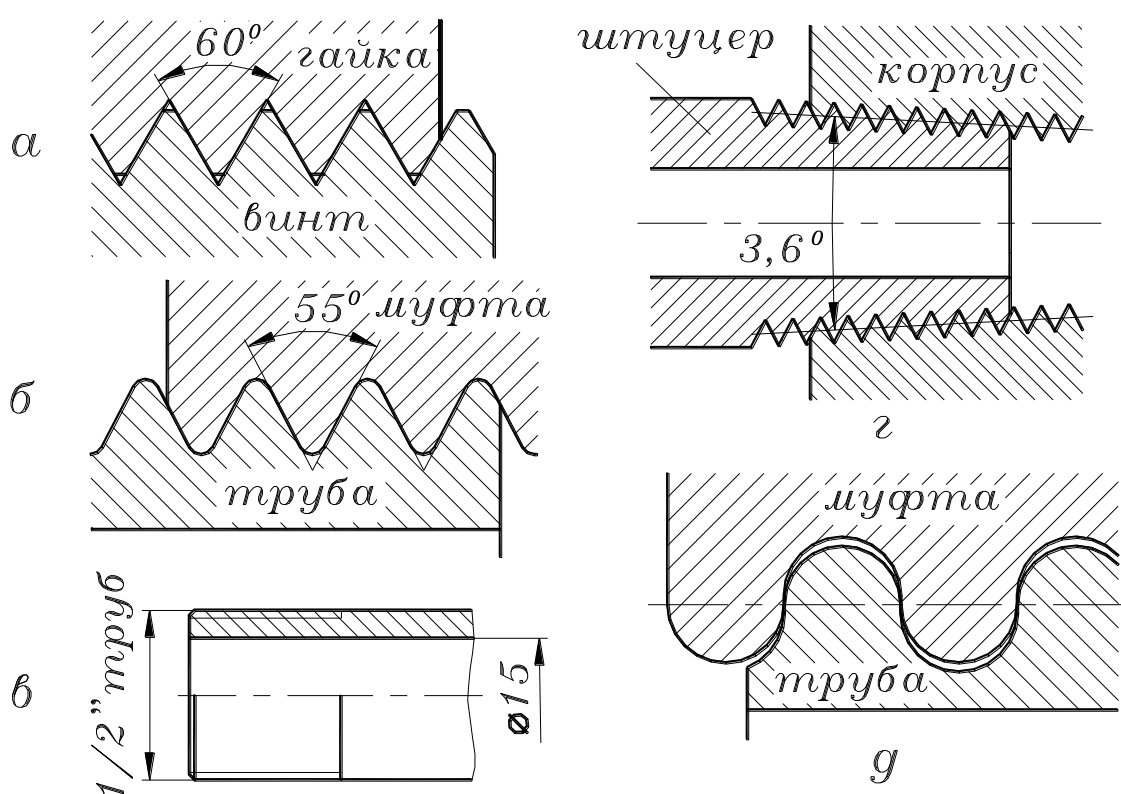 60° гайка
а
винт
55° муфта
б
труба
1/2” труб
в
ø15
штуцер
корпус
3,6°
г
муфта
труба
д